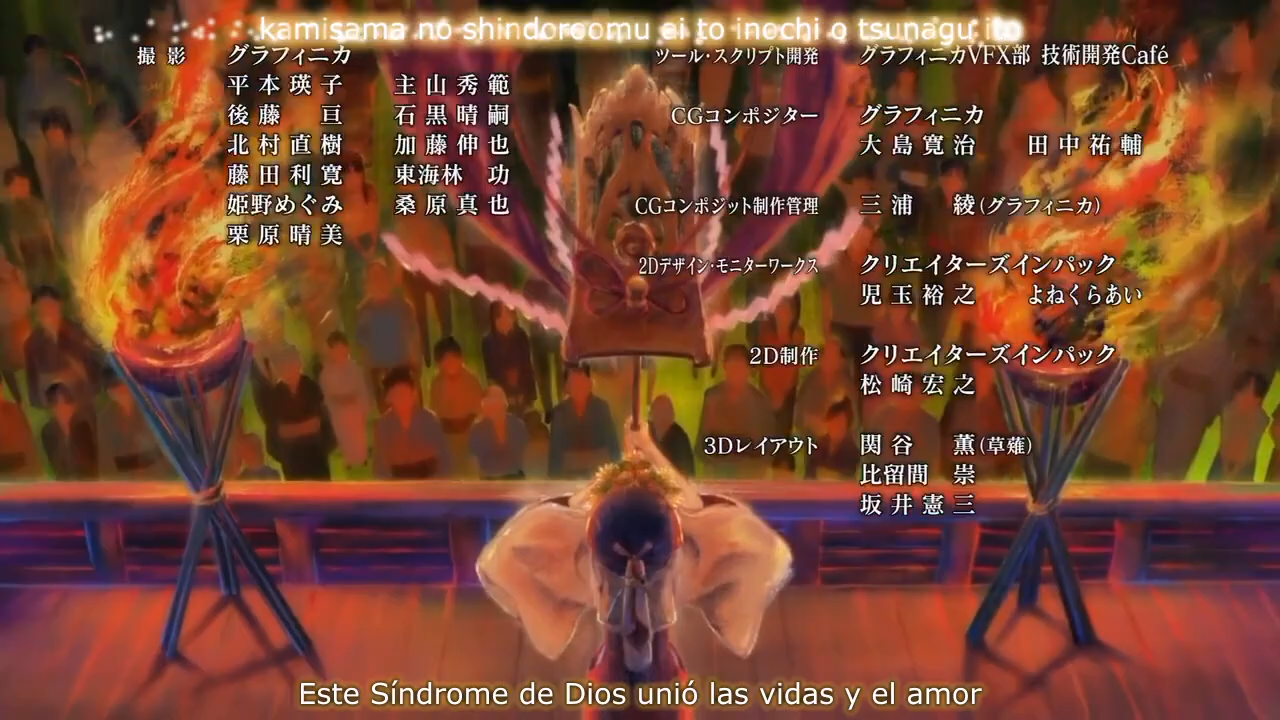 kamisama no shindoroomu ai to inochi o tsunagu ito
撮影 グラフィニカ
平本瑛子 主山秀範
後藤亘 石黒晴嗣
北村直樹 加藤伸也
藤田利寛 東海林功
姫野めぐみ 桑原真也
栗原晴美
ツール・スクリプト開発 グラフィニカVFX部 技術開発Café
CGコンポジター グラフィニカ
大島寛治 田中祐輔
CGコンポジット制作管理 三浦綾(グラフィニカ)
2Dデザイン・モニターワークス クリエイターズインパック
児玉裕之 よねくらあい
2D制作 クリエイターズインパック
松崎宏之
3Dレイアウト 関谷薫(草薙)
比留間崇
坂井憲三
Este Síndrome de Dios unió las vidas y el amor